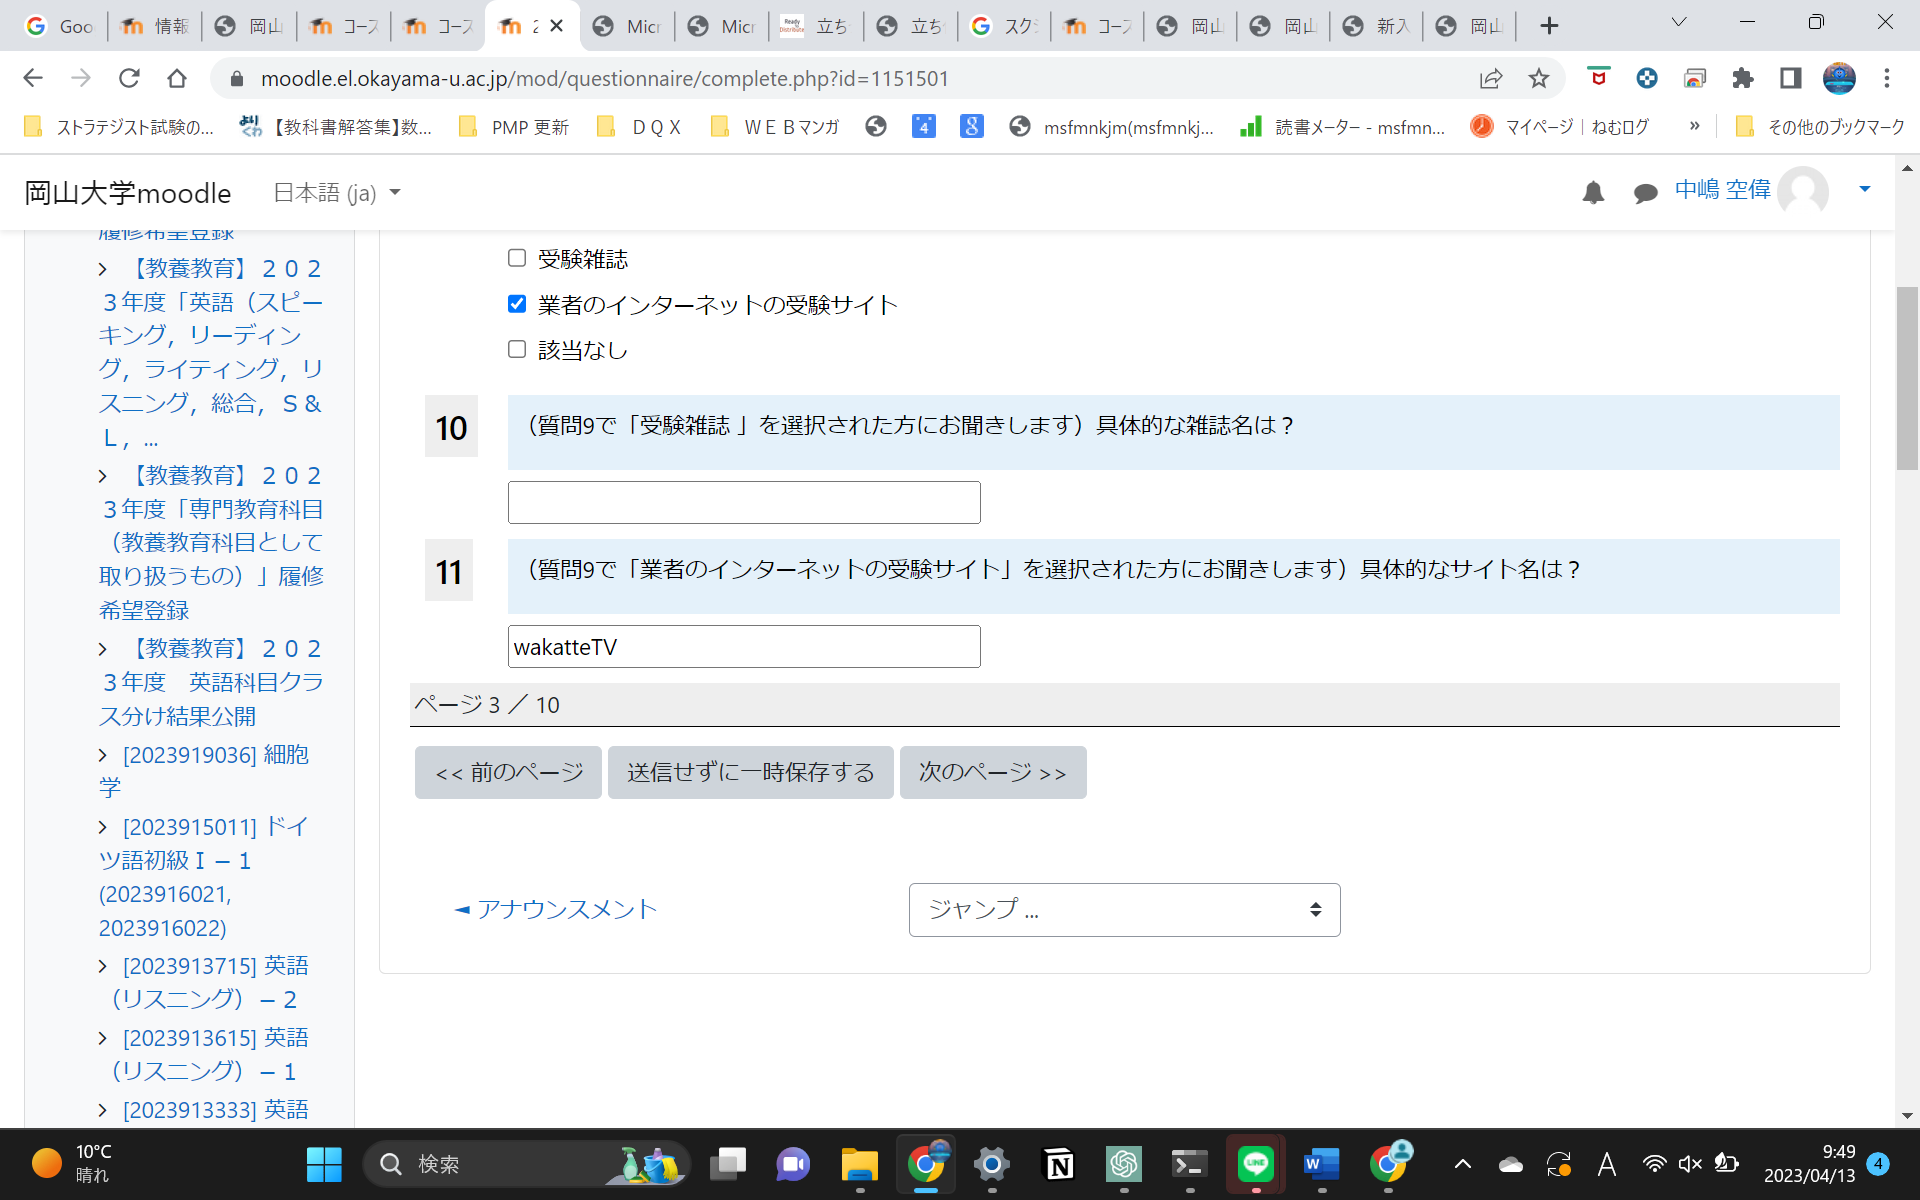 Goo
情報
岡山
コース
コース
2
Micr
Micr
立ち
立ち
スクシ
コース
岡山
岡山
新入
岡山
moodle.el.okayama-u.ac.jp/mod/questionnaire/complete.php?id=1151501
ストラテジスト試験の...
【教科書解答集】数...
PMP 更新
ＤＱＸ
ＷＥＢマンガ
msfmnkjm(msfmnkj...
読書メーター - msfmn...
マイページ | ねむログ
»
その他のブックマーク
岡山大学moodle
日本語 (ja)
中嶋 空偉
履修希望登録
【教養教育】２０２
３年度「英語（スピー
キング，リーディン
グ，ライティング，リ
スニング，総合，Ｓ＆
Ｌ，...
【教養教育】２０２
３年度「専門教育科目
（教養教育科目として
取り扱うもの）」履修
希望登録
【教養教育】２０２
３年度　英語科目クラ
ス分け結果公開
[2023919036] 細胞
学
[2023915011] ドイ
ツ語初級Ⅰ－１
(2023916021,
2023916022)
[2023913715] 英語
（リスニング）－２
[2023913615] 英語
（リスニング）－１
[2023913333] 英語
受験雑誌
業者のインターネットの受験サイト
該当なし
10
（質問9で「受験雑誌 」を選択された方にお聞きします）具体的な雑誌名は？
11
（質問9で「業者のインターネットの受験サイト」を選択された方にお聞きします）具体的なサイト名は？
wakatteTV
ページ 3 ／ 10
<< 前のページ
送信せずに一時保存する
次のページ >>
◄ アナウンスメント
ジャンプ ...
10°C
晴れ
検索
A
9:49
2023/04/13
4